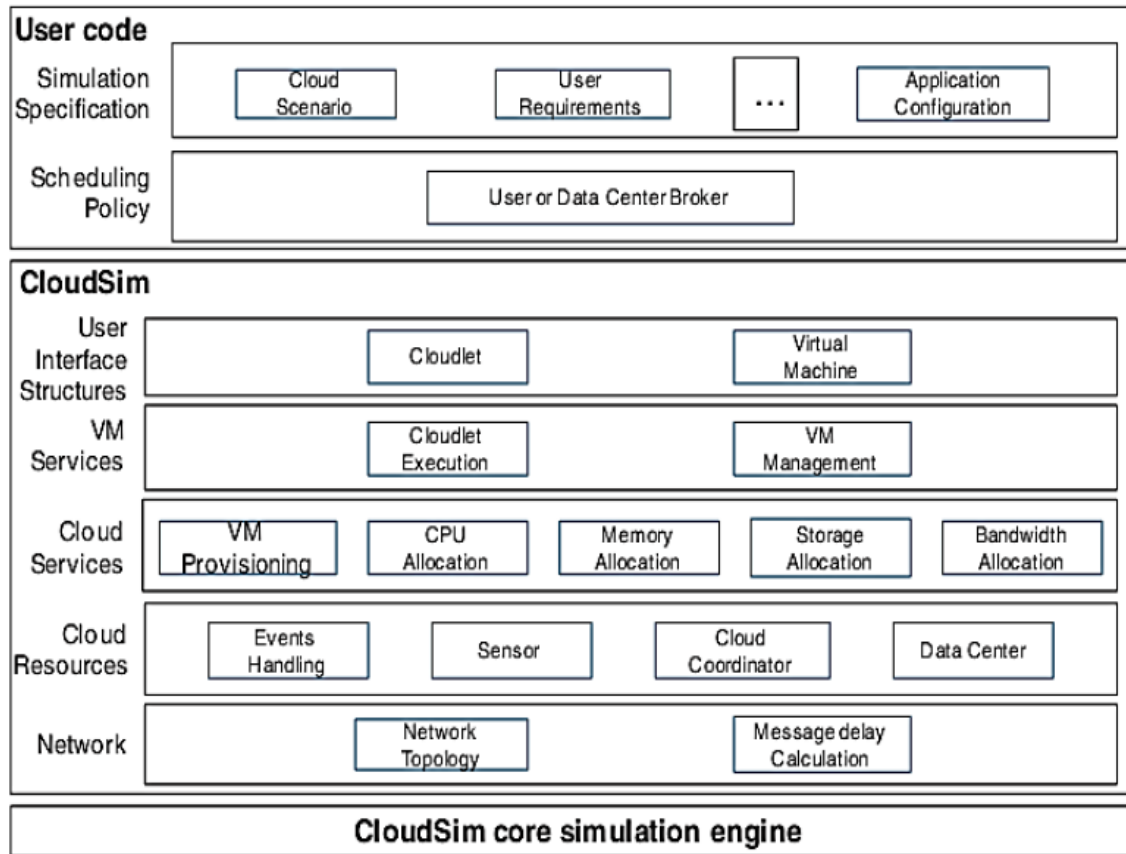 User code
Simulation
Specification
Cloud
Scenario
User
Requirements
...
Application
Configuration
Scheduling
Policy
User or Data Center Broker
CloudSim
User
Interface
Structures
Cloudlet
Virtual
Machine
VM
Services
Cloudlet
Execution
VM
Management
Cloud
Services
VM
Provisioning
CPU
Allocation
Memory
Allocation
Storage
Allocation
Bandwidth
Allocation
Cloud
Resources
Events
Handling
Sensor
Cloud
Coordinator
Data Center
Network
Network
Topology
Message delay
Calculation
CloudSim core simulation engine